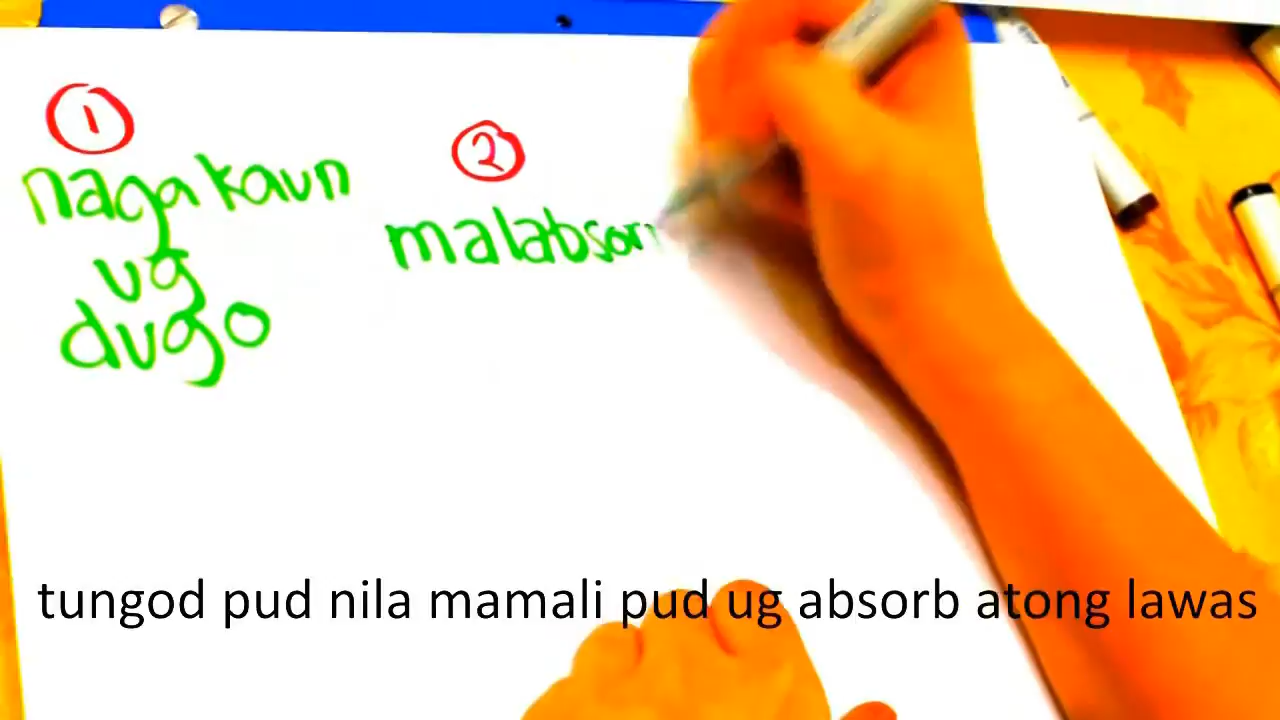 1
nagakaun
ug
dugo
2
malabsor
tungod pud nila mamali pud ug absorb atong lawas